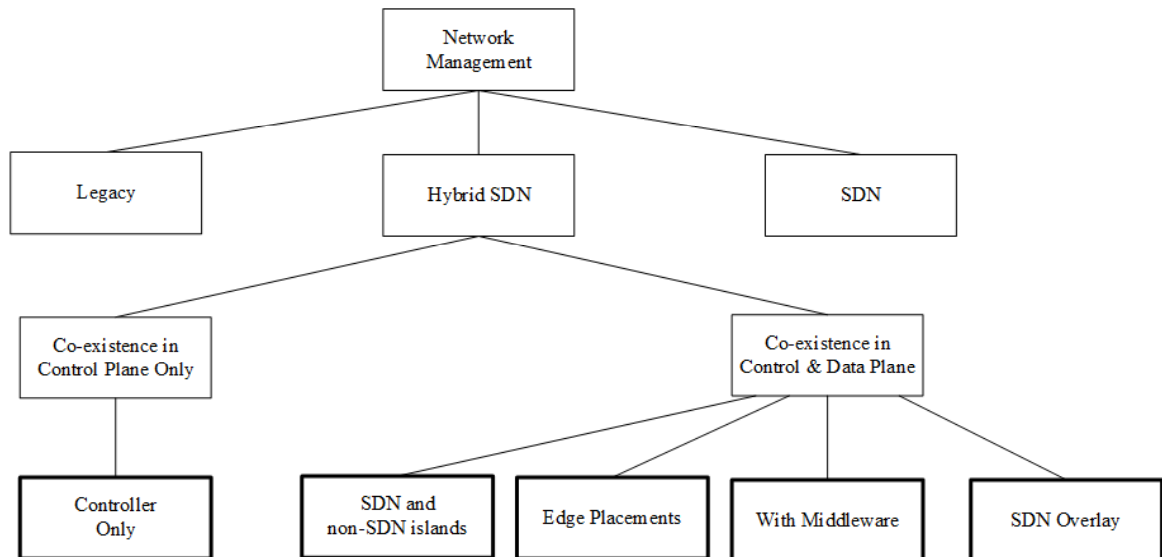 Network
Management
Legacy
Hybrid SDN
SDN
Co-existence in
Control Plane Only
Co-existence in
Control & Data Plane
Controller
Only
SDN and
non-SDN islands
Edge Placements
With Middleware
SDN Overlay